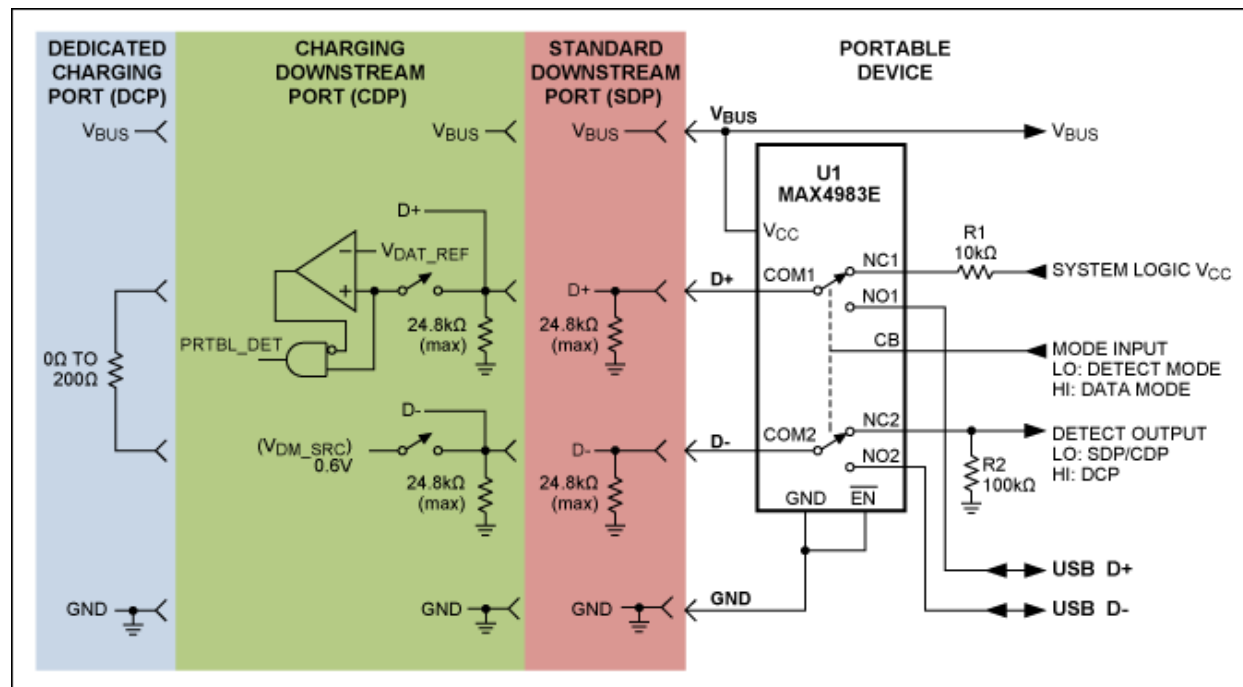 DEDICATED
CHARGING
PORT (DCP)
CHARGING
DOWNSTREAM
PORT (CDP)
STANDARD
DOWNSTREAM
PORT (SDP)
PORTABLE
DEVICE
VBUS
VBUS
VBUS
VBUS
VBUS
U1
MAX4983E
VCC
D+
VDAT_REF
−
+
PRTBL_DET
24.8kΩ
(max)
D+
24.8kΩ
(max)
D+
COM1
NC1
R1
10kΩ
SYSTEM LOGIC VCC
NO1
CB
MODE INPUT
LO: DETECT MODE
HI: DATA MODE
0Ω TO
200Ω
D-
(VDM_SRC)
0.6V
24.8kΩ
(max)
D-
24.8kΩ
(max)
D-
COM2
NC2
NO2
DETECT OUTPUT
LO: SDP/CDP
HI: DCP
R2
100kΩ
GND
EN
USB D+
USB D-
GND
GND
GND
GND